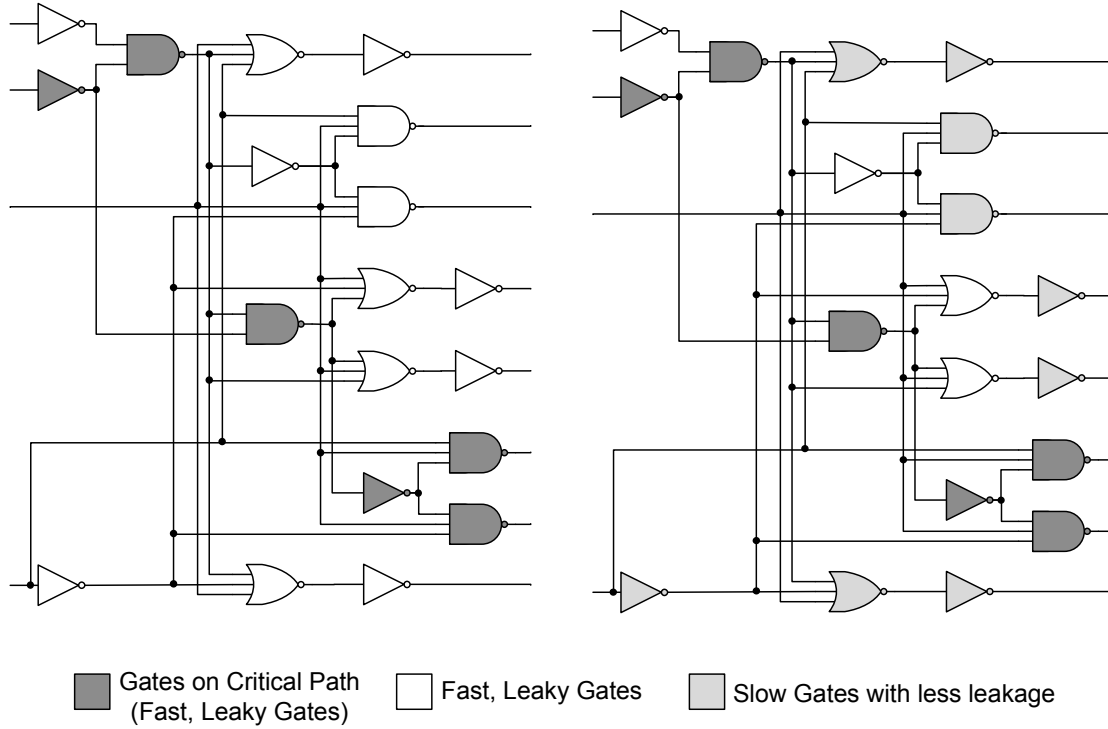 Gates on Critical Path
(Fast, Leaky Gates)
Fast, Leaky Gates
Slow Gates with less leakage